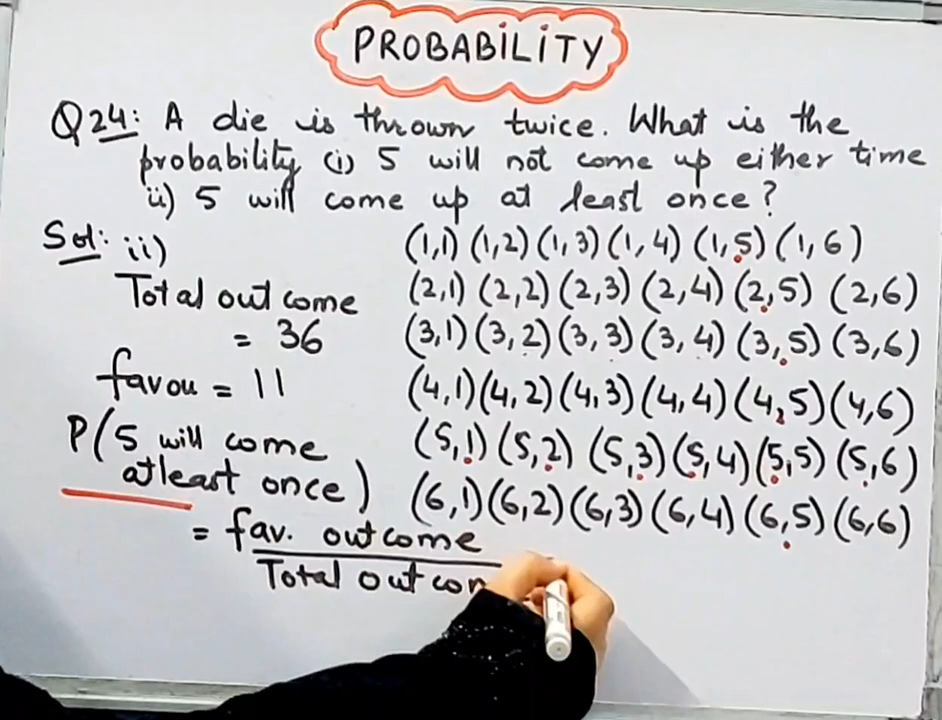 PROBABILITY
Q24: A die is thrown twice. What is the
probability (i) 5 will not come up either time
ii) 5 will come up at least once?
Sol: ii)
Total outcome
= 36
favou = 11
P(5 will come
atleast once)
= fav. outcome
Total outcom
(1,1) (1,2) (1,3) (1,4) (1,5) (1,6)
(2,1) (2,2) (2,3) (2,4) (2,5) (2,6)
(3,1) (3,2) (3,3) (3,4) (3,5) (3,6)
(4,1) (4,2) (4,3) (4,4) (4,5) (4,6)
(5,1) (5,2) (5,3) (5,4) (5,5) (5,6)
(6,1) (6,2) (6,3) (6,4) (6,5) (6,6)